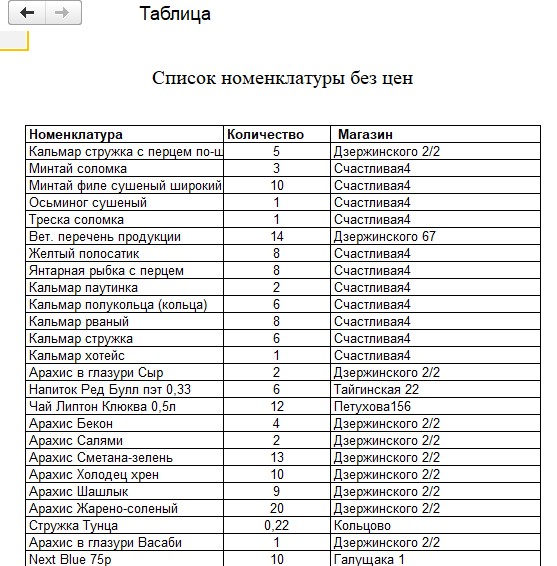 Таблица
Список номенклатуры без цен
Номенклатура Количество Магазин
Кальмар стружка с перцем по-ш 5 Дзержинского 2/2
Минтай соломка 3 Счастливая4
Минтай филе сушеный широкий 10 Счастливая4
Осьминог сушеный 1 Счастливая4
Треска соломка 1 Счастливая4
Вет. перечень продукции 14 Дзержинского 67
Желтый полосатик 8 Счастливая4
Янтарная рыбка с перцем 8 Счастливая4
Кальмар паутинка 2 Счастливая4
Кальмар полукольца (кольца) 6 Счастливая4
Кальмар рваный 8 Счастливая4
Кальмар стружка 6 Счастливая4
Кальмар хотейс 1 Счастливая4
Арахис в глазури Сыр 2 Дзержинского 2/2
Напиток Ред Булл пэт 0,33 6 Тайгинская 22
Чай Липтон Клюква 0,5л 12 Петухова156
Арахис Бекон 4 Дзержинского 2/2
Арахис Салями 2 Дзержинского 2/2
Арахис Сметана-зелень 13 Дзержинского 2/2
Арахис Холодец хрен 10 Дзержинского 2/2
Арахис Шашлык 9 Дзержинского 2/2
Арахис Жарено-соленый 20 Дзержинского 2/2
Стружка Тунца 0,22 Кольцово
Арахис в глазури Васаби 1 Дзержинского 2/2
Next Blue 75р 10 Галущака 1